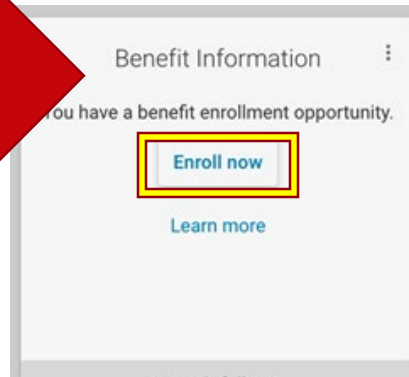 Benefit Information
You have a benefit enrollment opportunity.
Enroll now
Learn more